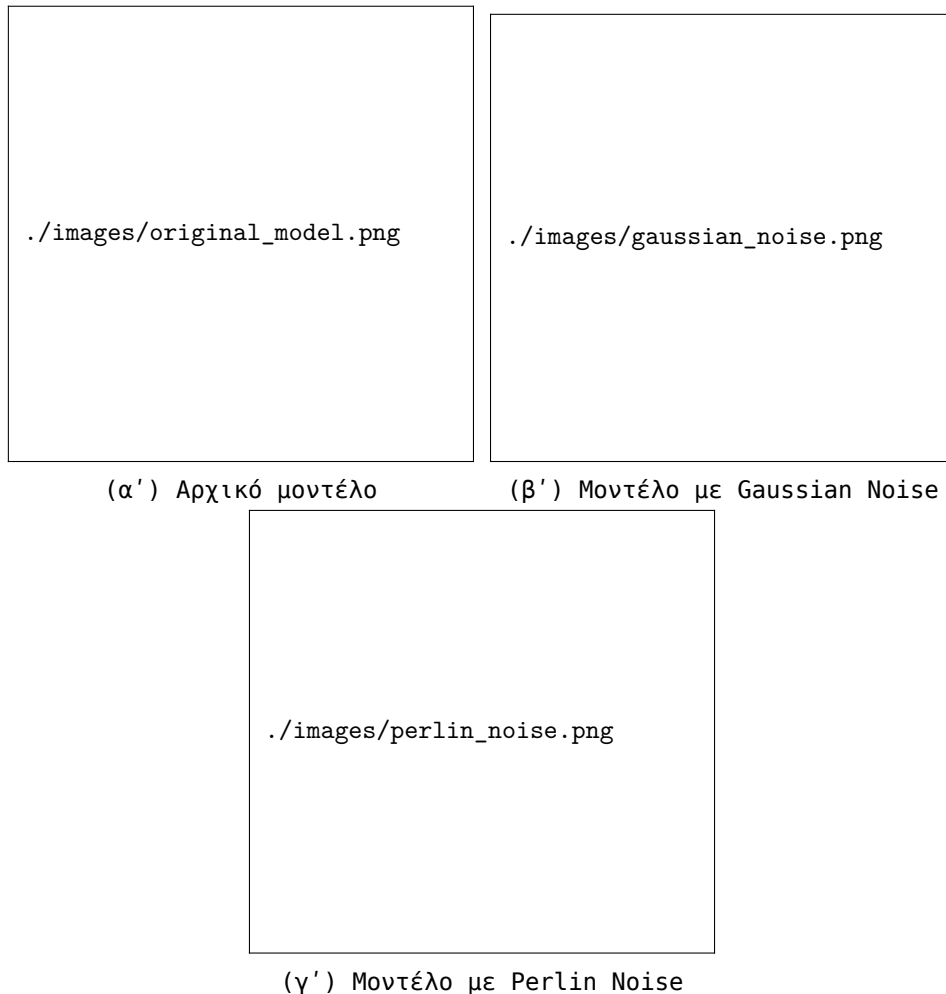 ./images/original_model.png
./images/gaussian_noise.png
(α′) Αρχικό μοντέλο
(β′) Μοντέλο με Gaussian Noise
./images/perlin_noise.png
(γ′) Μοντέλο με Perlin Noise